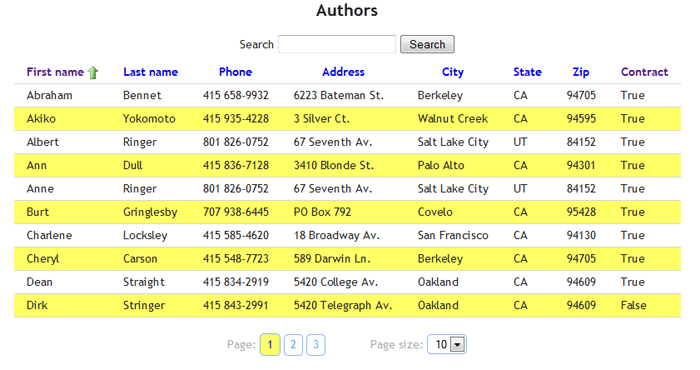 Authors
Search Search
First name Last name Phone Address City State Zip Contract
Abraham Bennet 415 658-9932 6223 Bateman St. Berkeley CA 94705 True
Akiko Yokomoto 415 935-4228 3 Silver Ct. Walnut Creek CA 94595 True
Albert Ringer 801 826-0752 67 Seventh Av. Salt Lake City UT 84152 True
Ann Dull 415 836-7128 3410 Blonde St. Palo Alto CA 94301 True
Anne Ringer 801 826-0752 67 Seventh Av. Salt Lake City UT 84152 True
Burt Gringlesby 707 938-6445 PO Box 792 Covelo CA 95428 True
Charlene Locksley 415 585-4620 18 Broadway Av. San Francisco CA 94130 True
Cheryl Carson 415 548-7723 589 Darwin Ln. Berkeley CA 94705 True
Dean Straight 415 834-2919 5420 College Av. Oakland CA 94609 True
Dirk Stringer 415 843-2991 5420 Telegraph Av. Oakland CA 94609 False
Page: 1 2 3 Page size: 10